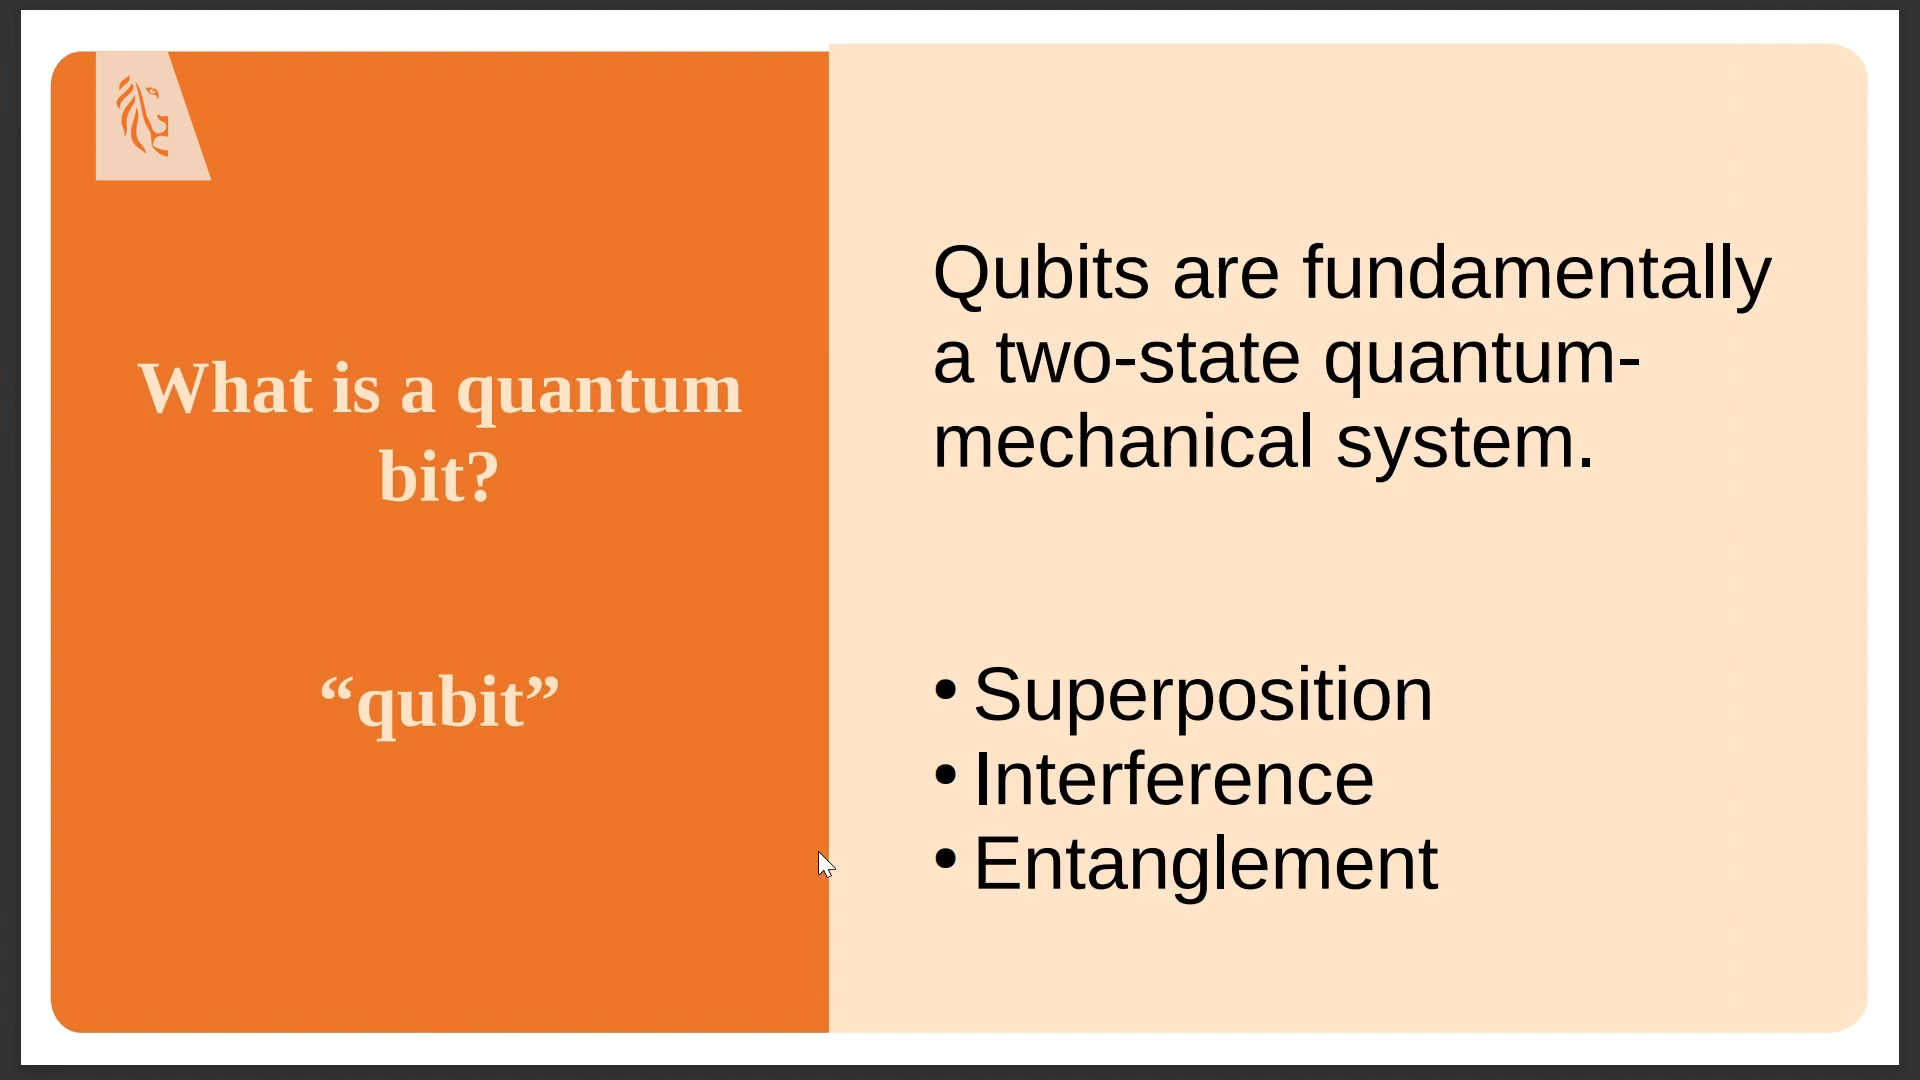 What is a quantum
bit?
“qubit”
Qubits are fundamentally
a two-state quantum-
mechanical system.
• Superposition
• Interference
• Entanglement